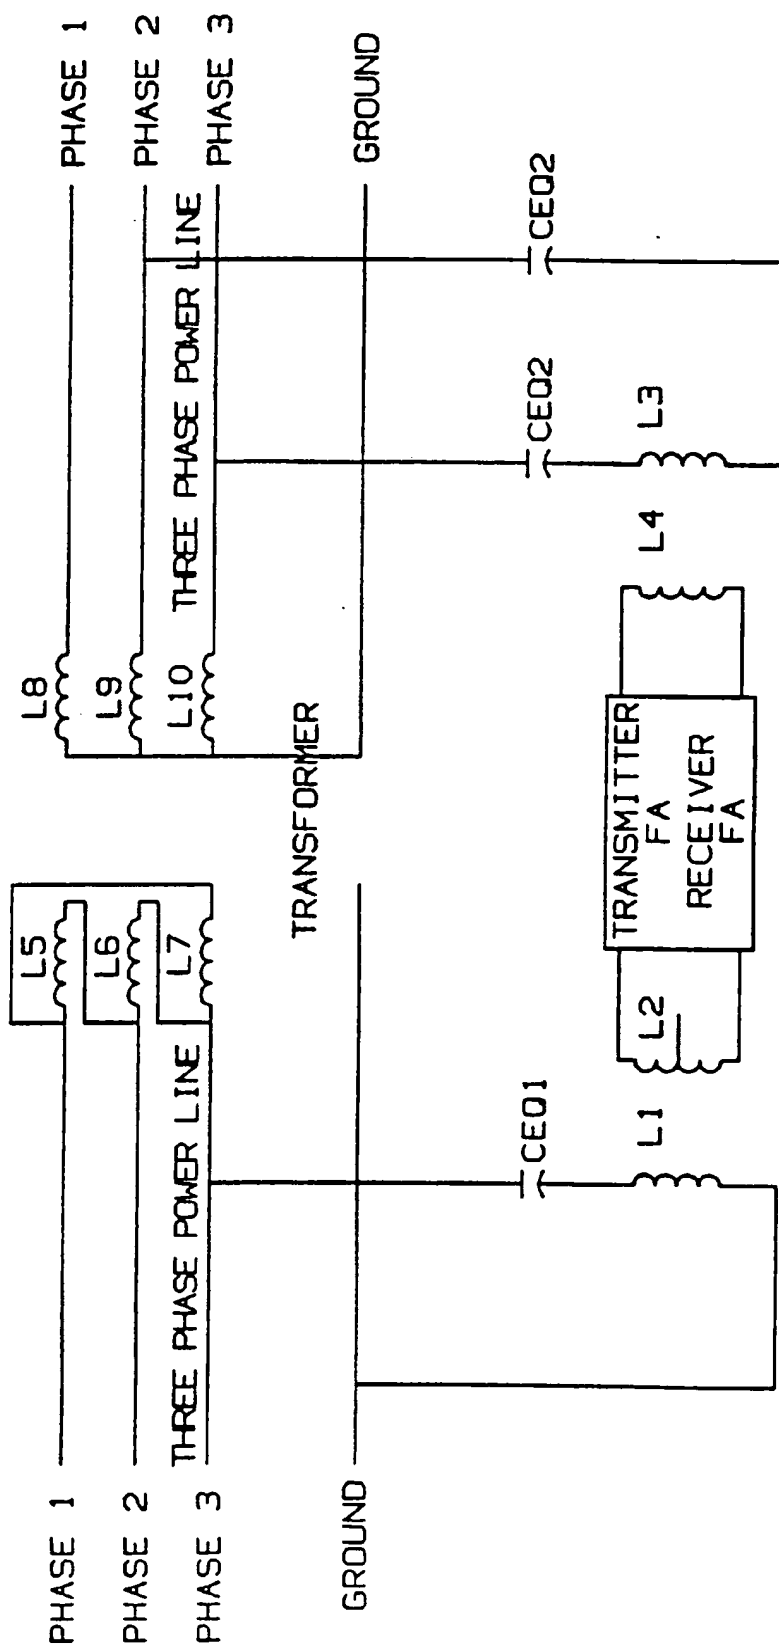 PHASE 1
PHASE 2
PHASE 3
GROUND
THREE PHASE POWER LINE
L5
L6
L7
TRANSFORMER
L8
L9
L10
THREE PHASE POWER LINE
PHASE 1
PHASE 2
PHASE 3
GROUND
CEQ1
L1
L2
TRANSMITTER
FA
RECEIVER
FA
L4
L3
CEQ2
CEQ2